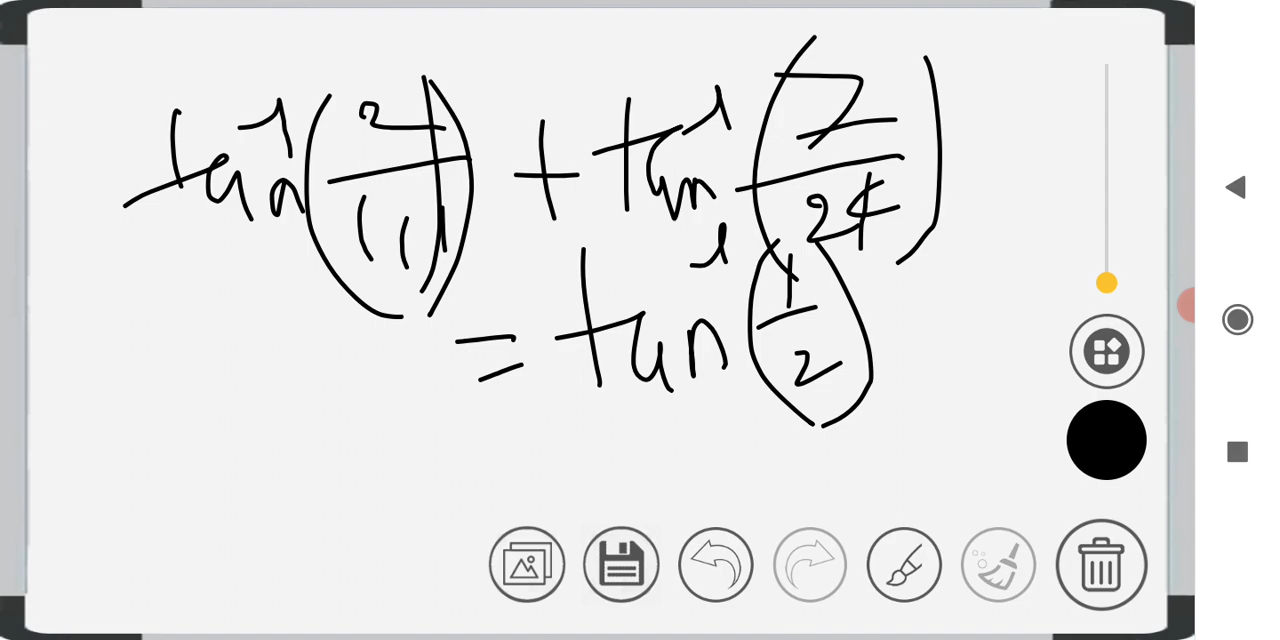 tan⁻¹(2/11) + tan⁻¹(7/24)
= tan⁻¹(1/2)